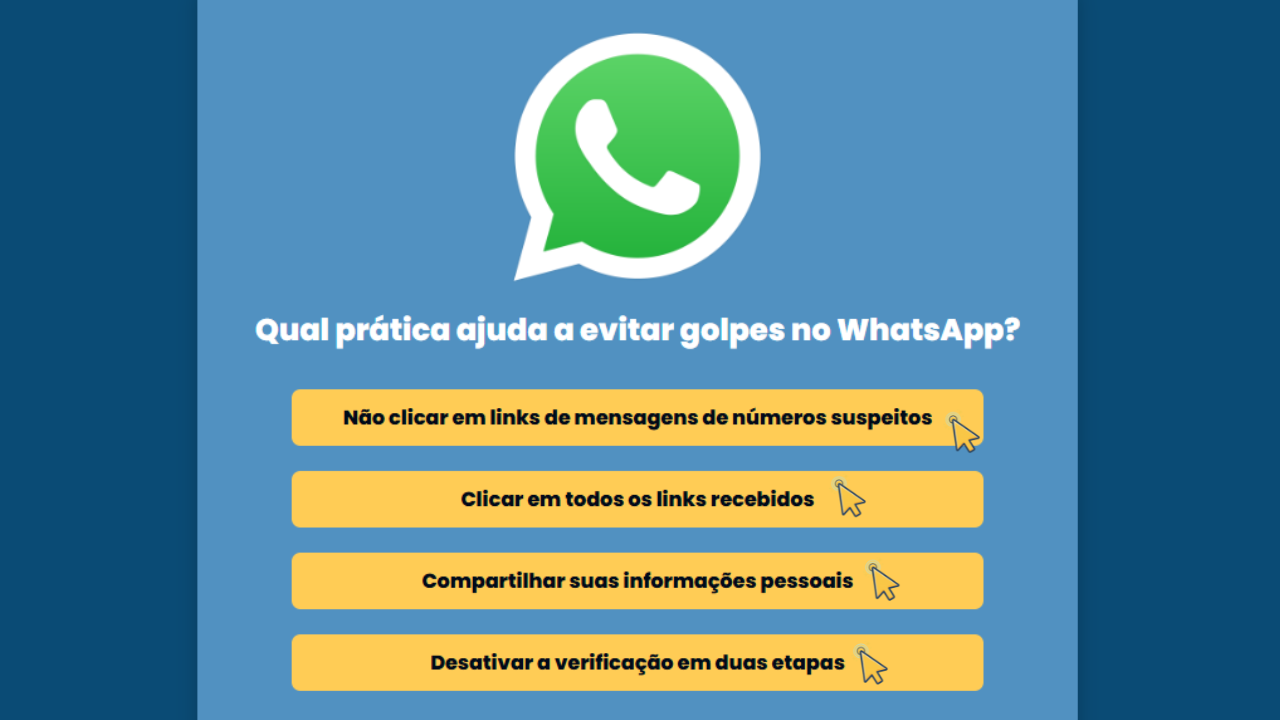 Qual prática ajuda a evitar golpes no WhatsApp?
Não clicar em links de mensagens de números suspeitos
Clicar em todos os links recebidos
Compartilhar suas informações pessoais
Desativar a verificação em duas etapas